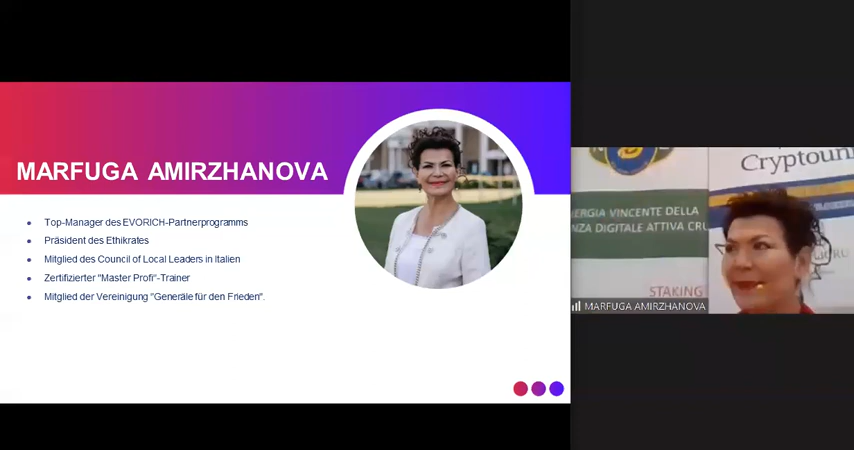 MARFUGA AMIRZHANOVA
Top-Manager des EVORICH-Partnerprogramms
Präsident des Ethikrates
Mitglied des Council of Local Leaders in Italien
Zertifizierter "Master Profi"-Trainer
Mitglied der Vereinigung "Generäle für den Frieden".
Cryptoun
ERGIA VINCENTE DELLA
NZA DIGITALE ATTIVA CRU
STAKING
MARFUGA AMIRZHANOVA